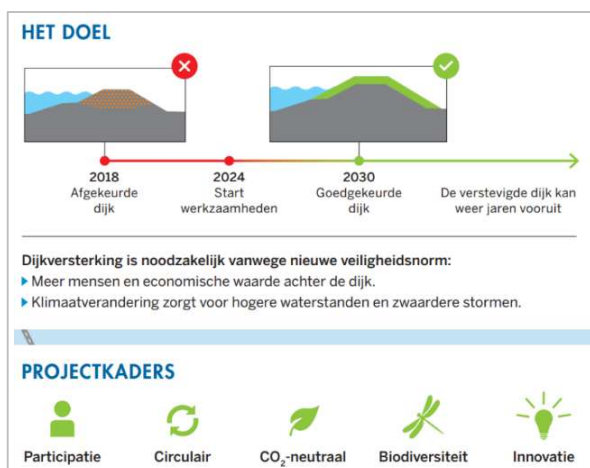 HET DOEL
2018
Afgekeurde
dijk
2024
Start
werkzaamheden
2030
Goedgekeurde
dijk
De verstevigde dijk kan
weer jaren vooruit
Dijkversterking is noodzakelijk vanwege nieuwe veiligheidsnorm:
Meer mensen en economische waarde achter de dijk.
Klimaatverandering zorgt voor hogere waterstanden en zwaardere stormen.
PROJECTKADERS
Participatie
Circulair
CO₂-neutraal
Biodiversiteit
Innovatie